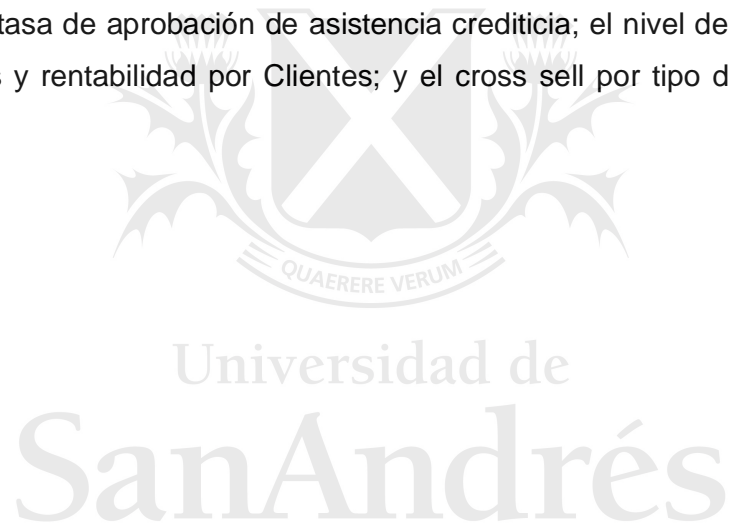 tasa de aprobación de asistencia crediticia; el nivel de
s y rentabilidad por Clientes; y el cross sell por tipo d
QUAERERE VERUM
Universidad de
SanAndrés